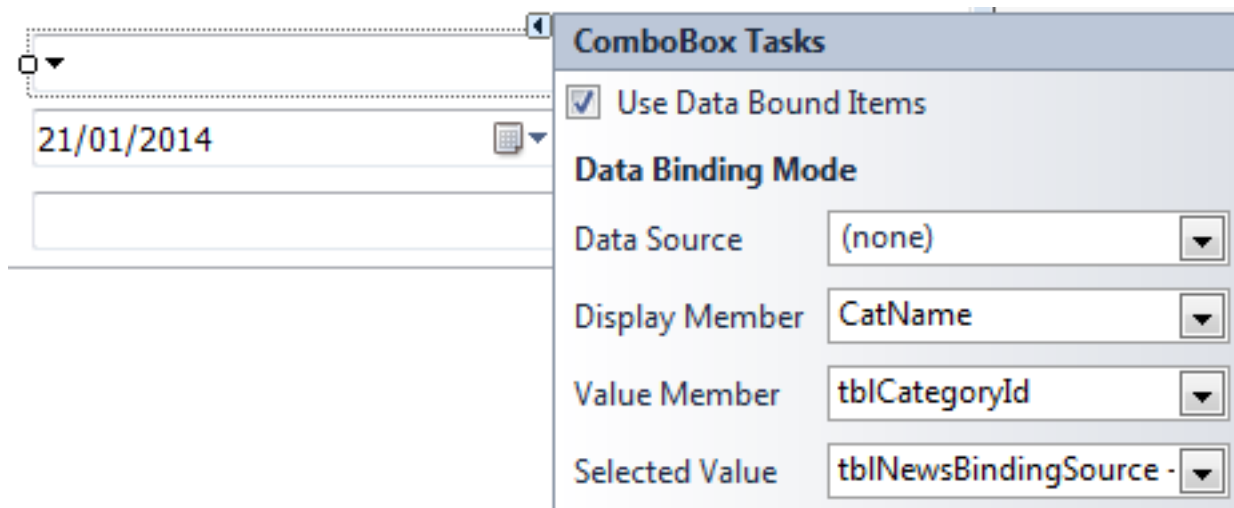 ComboBox Tasks
Use Data Bound Items
21/01/2014
Data Binding Mode
Data Source (none)
Display Member CatName
Value Member tblCategoryId
Selected Value tblNewsBindingSource -